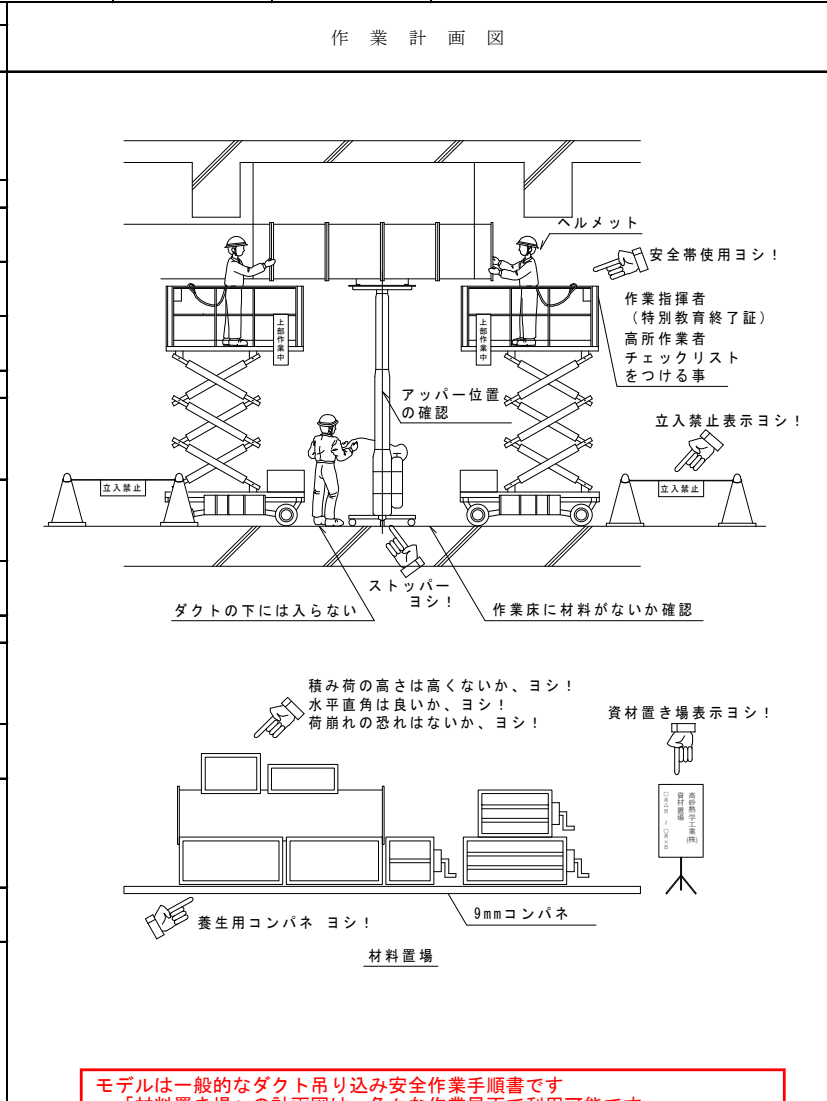 作業計画図
ヘルメット
安全帯使用ヨシ！
作業指揮者
（特別教育終了証）
高所作業者
チェックリスト
をつける事
上部作業中
上部作業中
アッパー位置
の確認
立入禁止表示ヨシ！
立入禁止
立入禁止
ストッパー
ヨシ！
ダクトの下には入らない
作業床に材料がないか確認
積み荷の高さは高くないか、ヨシ！
水平直角は良いか、ヨシ！
荷崩れの恐れはないか、ヨシ！
資材置き場表示ヨシ！
高砂熱学工業(株)
資材置場
〇月△日 ～ 〇月×日
養生用コンパネ ヨシ！
9mmコンパネ
材料置場
モデルは一般的なダクト吊り込み安全作業手順書です